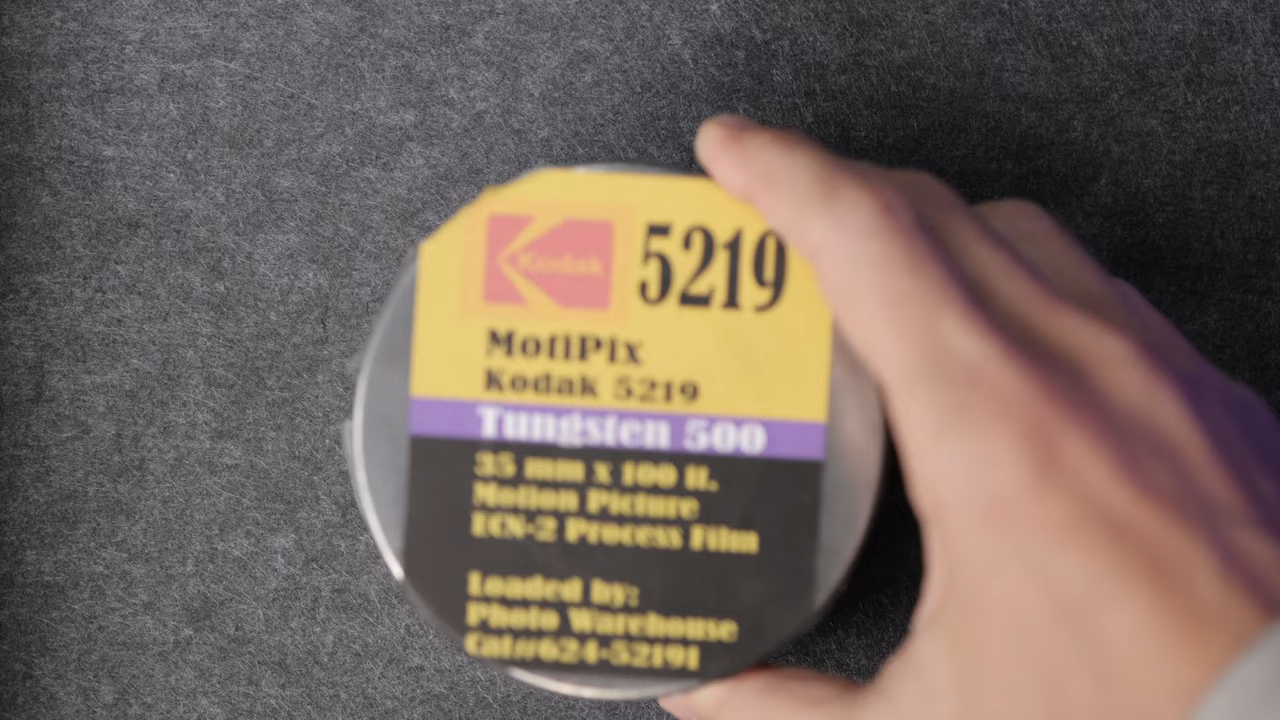 Kodak
5219
MotiPix
Kodak 5219
Tungsten 500
35 mm x 100 ft.
Motion Picture
ECN-2 Process Film
Loaded by:
Photo Warehouse
Cat#624-52191